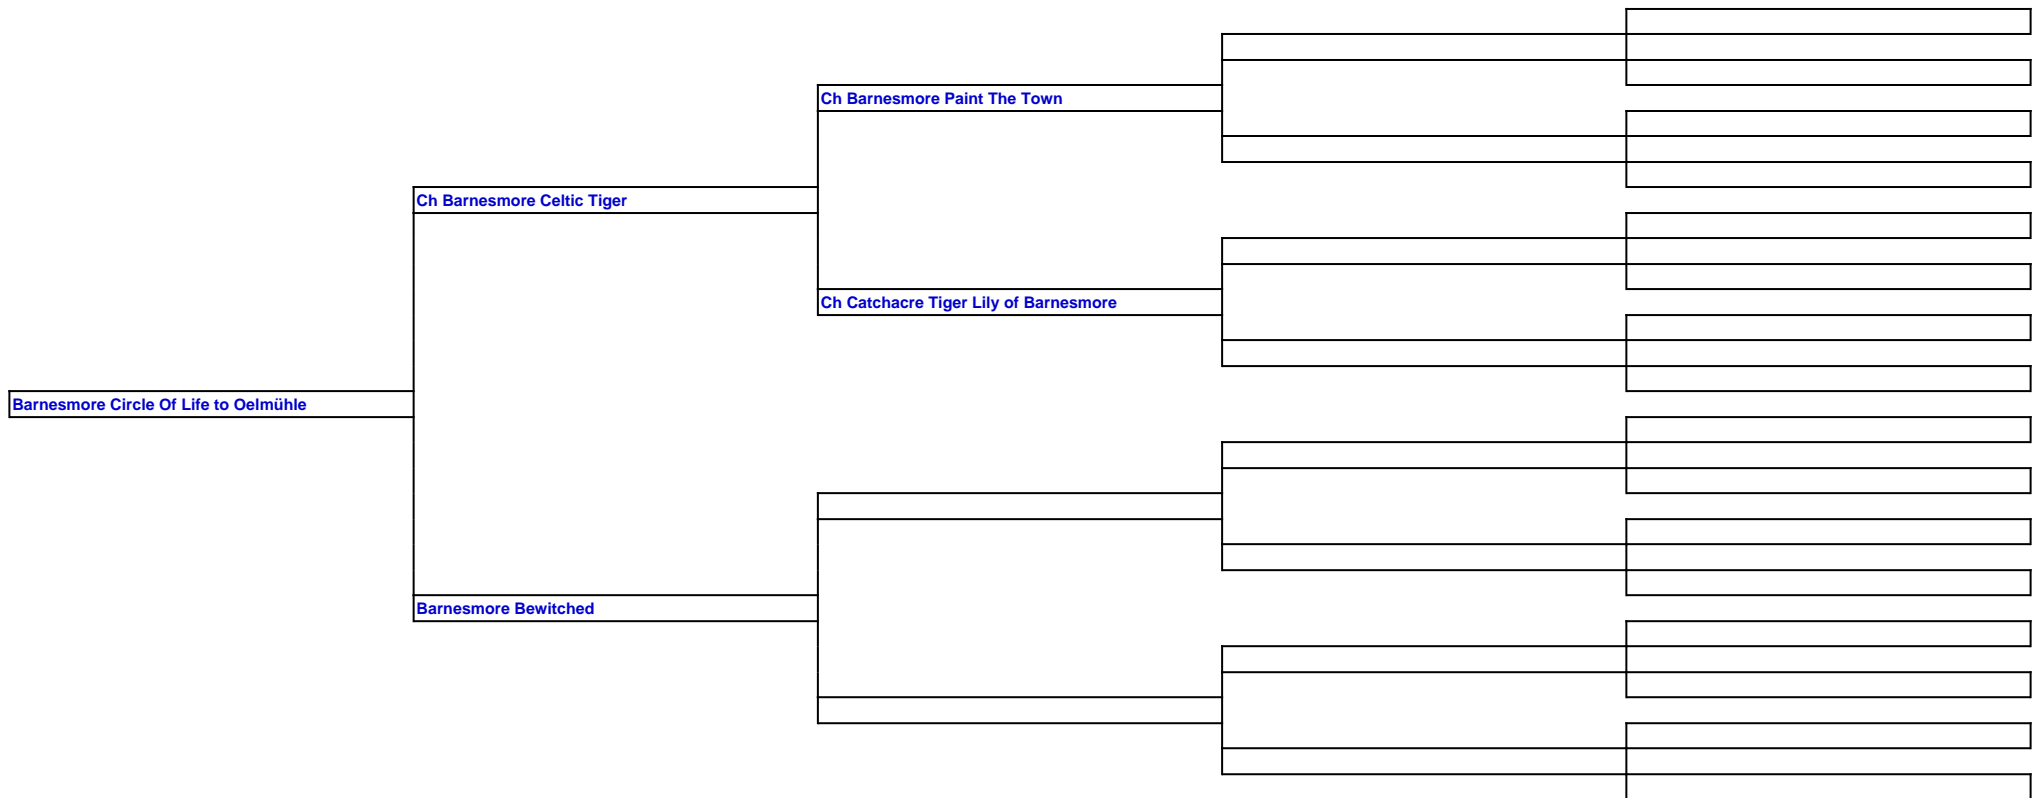 Ch Barnesmore Paint The Town
Ch Barnesmore Celtic Tiger
Ch Catchacre Tiger Lily of Barnesmore
Barnesmore Circle Of Life to Oelmühle
Barnesmore Bewitched